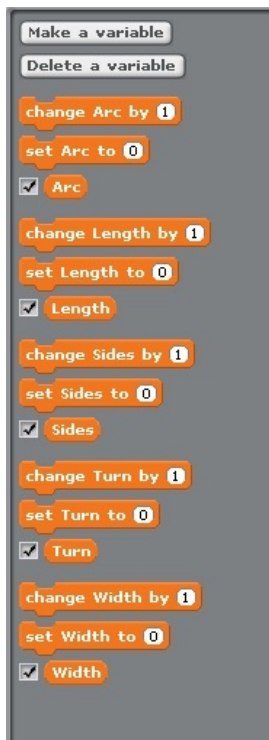 Make a variable
Delete a variable
change Arc by 1
set Arc to 0
Arc
change Length by 1
set Length to 0
Length
change Sides by 1
set Sides to 0
Sides
change Turn by 1
set Turn to 0
Turn
change Width by 1
set Width to 0
Width